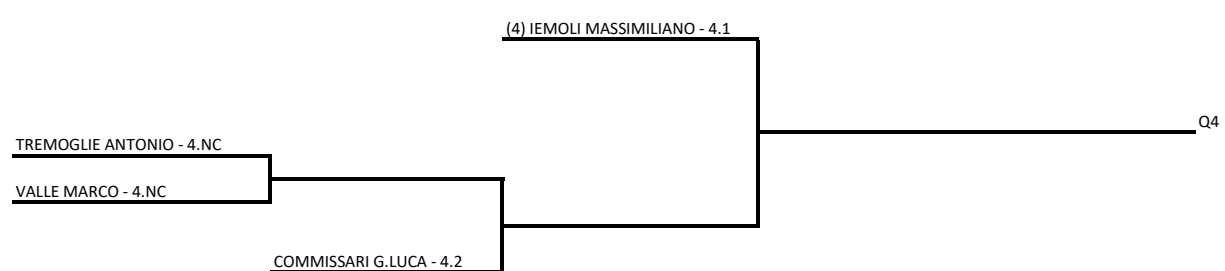 (4) IEMOLI MASSIMILIANO - 4.1
Q4
TREMOGLIE ANTONIO - 4.NC
VALLE MARCO - 4.NC
COMMISSARI G.LUCA - 4.2